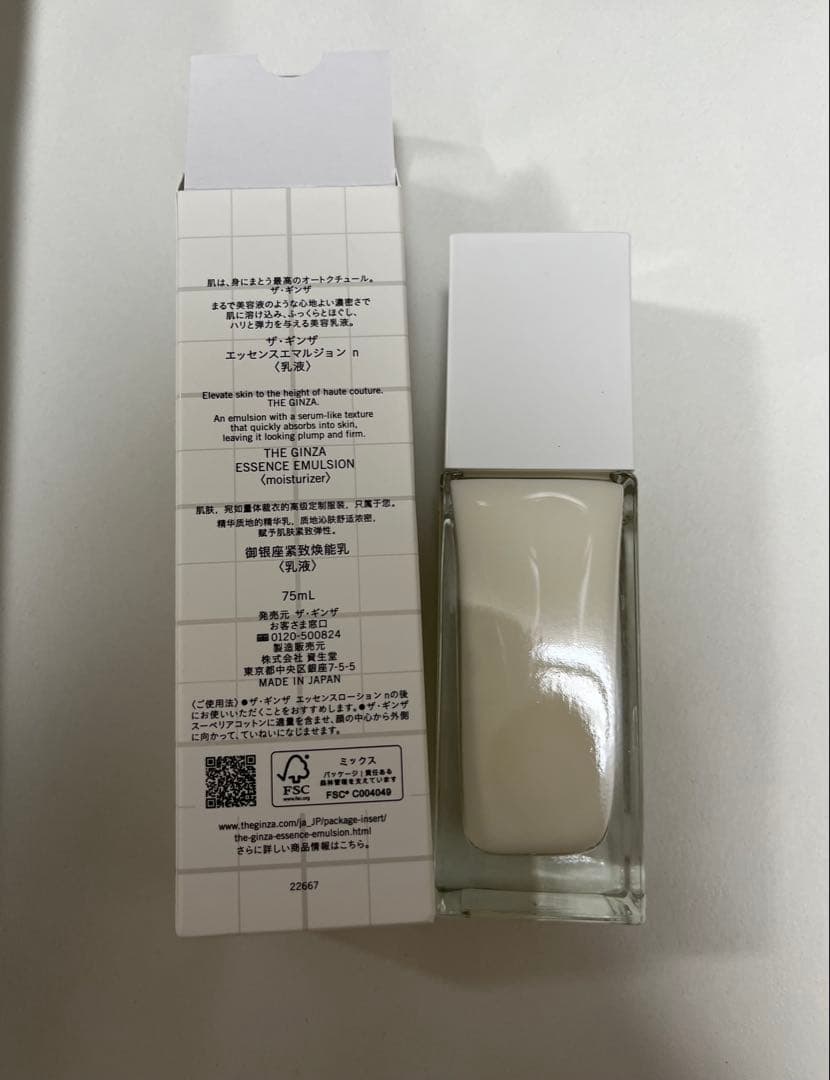 肌は、身にまとう最高のオートクチュール。
ザ・ギンザ
まるで美容液のような心地よい濃密さで
肌に溶け込み、ふっくらとほぐし、
ハリと弾力を与える美容乳液。
ザ・ギンザ
エッセンスエマルジョン n
〈乳液〉
Elevate skin to the height of haute couture.
THE GINZA.
An emulsion with a serum-like texture
that quickly absorbs into skin,
leaving it looking plump and firm.
THE GINZA
ESSENCE EMULSION
〈moisturizer〉
肌肤，宛如量体裁衣的高级定制服装，只属于您。
精华质地的精华乳，质地沁肤舒适浓密，
赋予肌肤紧致弹性。
御银座紧致焕能乳
〈乳液〉
75mL
発売元 ザ・ギンザ
お客さま窓口
0120-500824
製造販売元
株式会社 資生堂
東京都中央区銀座7-5-5
MADE IN JAPAN
〈ご使用法〉●ザ・ギンザ エッセンスローション nの後
にお使いいただくことをおすすめします。●ザ・ギンザ
スーペリアコットンに適量を含ませ、顔の中心から外側
に向かって、ていねいになじませます。
ミックス
パッケージ｜責任ある
森林管理を支えています
FSC
www.fsc.org
FSC® C004049
www.theginza.com/ja_JP/package-insert/
the-ginza-essence-emulsion.html
さらに詳しい商品情報はこちら。
22667